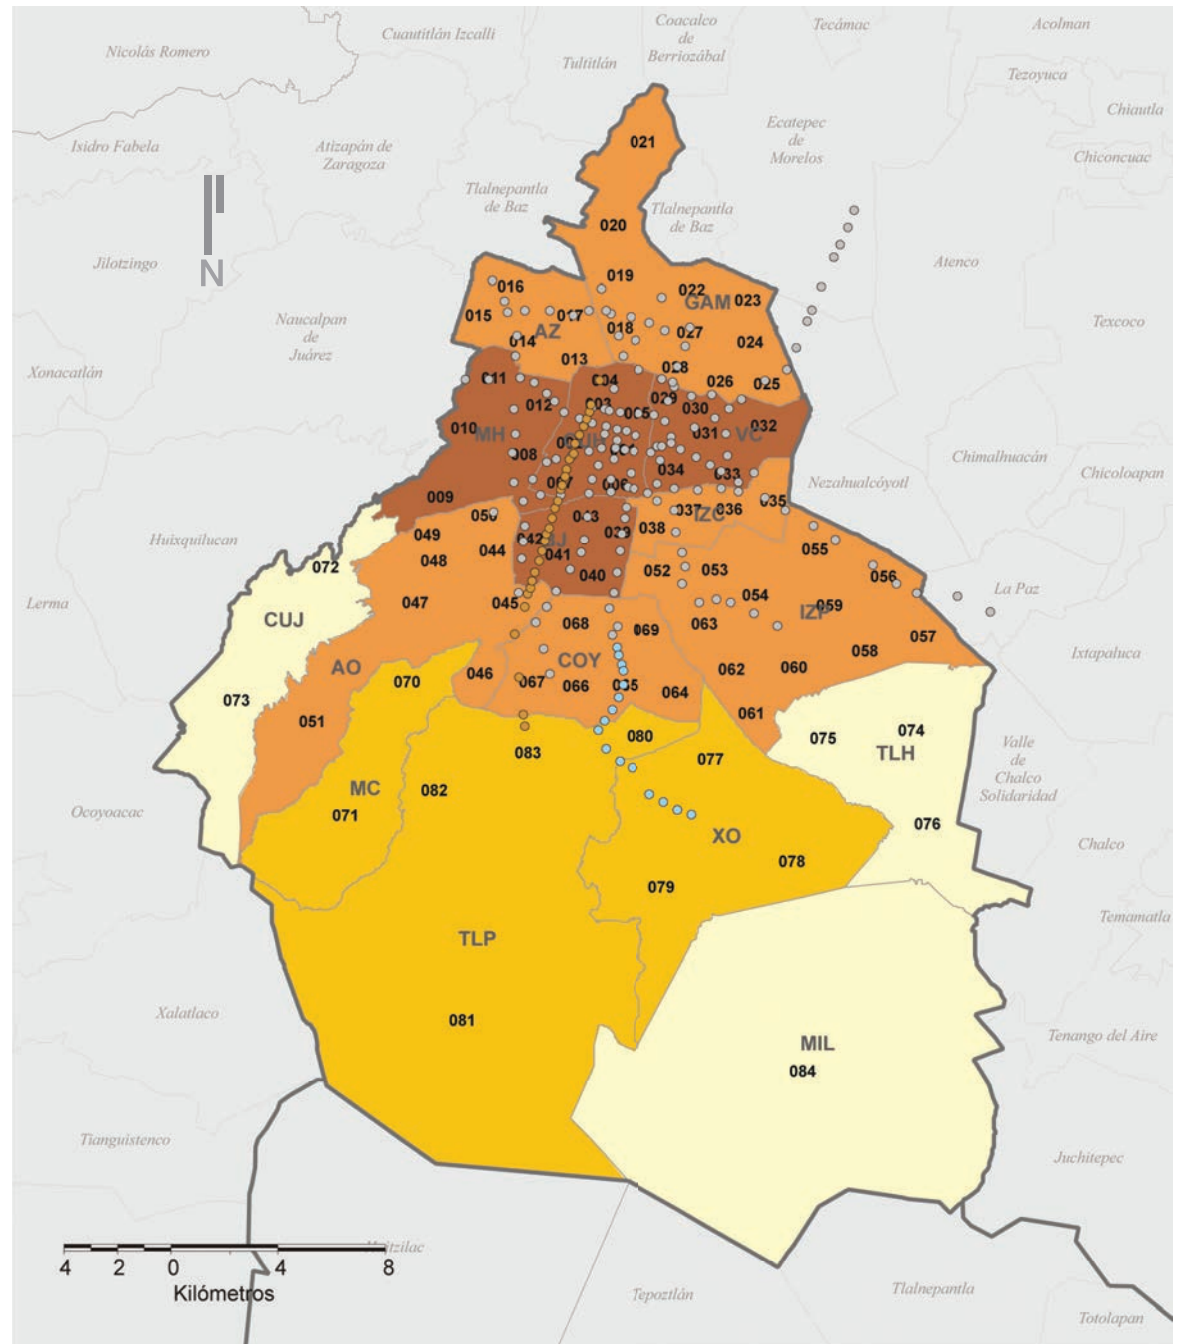 Coacalco
de
Berriozábal
Tecámac
Acolman
Cuautitlán Izcalli
Nicolás Romero
Tultitlán
Tezoyuca
Chiautla
Ecatepec
de
Morelos
021
Isidro Fabela
Atizapán de
Zaragoza
Chiconcuac
Tlalnepantla
de Baz
Tlalnepantla
de Baz
020
Jilotzingo
Atenco
N
019
016
022
GAM
023
Naucalpan
de
Juárez
015
017
Texcoco
AZ
018
027
014
024
013
028
Xonacatlán
011
004
026
025
029
012
003
005
030
010
MH
031
VC
032
008
Chimalhuacán
034
033
Chicoloapan
007
006
Nezahualcóyotl
009
035
050
043
037
IZC
036
049
042
039
038
Huixquilucan
044
BJ
041
055
048
072
040
052
053
056
La Paz
Lerma
047
045
054
059
IZP
CUJ
068
069
063
057
058
Ixtapaluca
AO
COY
060
046
062
070
067
066
065
064
073
051
061
080
075
074
083
077
TLH
Valle
de
Chalco
Solidaridad
MC
082
071
Ocoyoacac
XO
076
Chalco
078
079
Temamatla
TLP
Xalatlaco
081
Tenango del Aire
MIL
084
Tianguistenco
Juchitepec
4 2 0 4 8
Kilómetros
Tepoztlán
Tlalnepantla
Totolapan